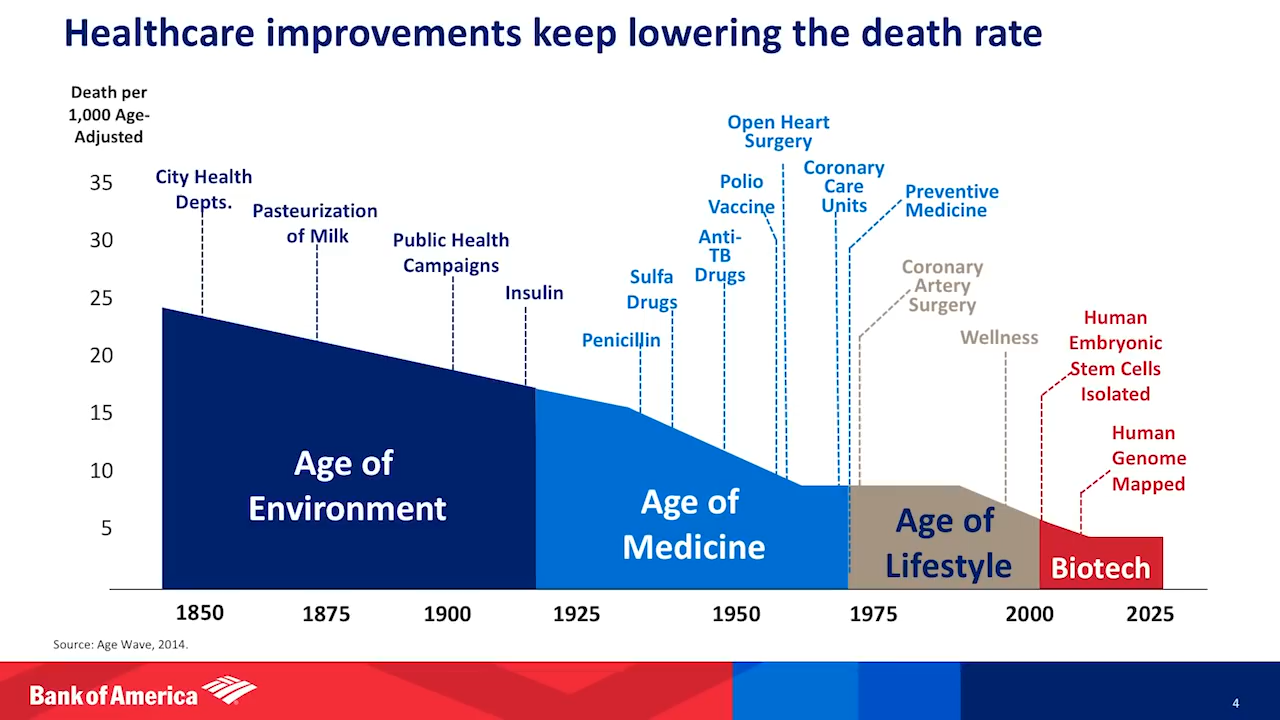 Healthcare improvements keep lowering the death rate
Death per
1,000 Age-
Adjusted
35
30
25
20
15
10
5
City Health
Depts.
Pasteurization
of Milk
Public Health
Campaigns
Insulin
Penicillin
Sulfa
Drugs
Anti-
TB
Drugs
Polio
Vaccine
Open Heart
Surgery
Coronary
Care
Units
Preventive
Medicine
Coronary
Artery
Surgery
Wellness
Human
Embryonic
Stem Cells
Isolated
Human
Genome
Mapped
Age of
Environment
Age of
Medicine
Age of
Lifestyle
Biotech
1850
1875
1900
1925
1950
1975
2000
2025
Source: Age Wave, 2014.
Bank of America
4